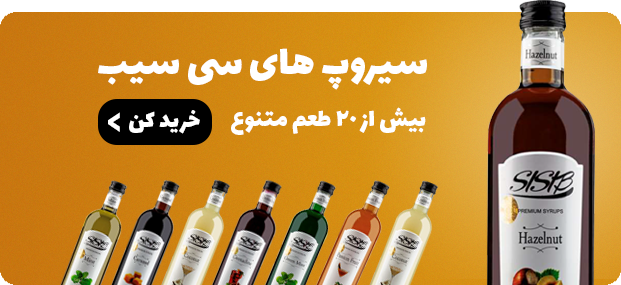 سیروپ های سی سیب
بیش از ۲۰ طعم متنوع
خرید کن >
Hazelnut
SISIB
PREMIUM SYRUPS
Hazelnut